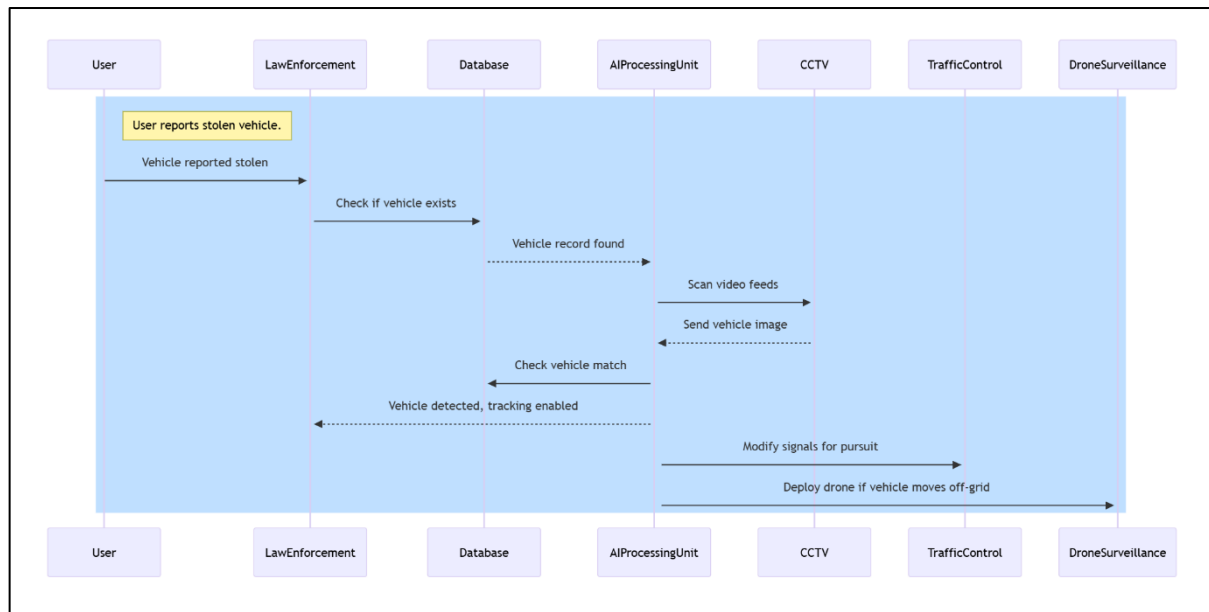 User
LawEnforcement
Database
AIProcessingUnit
CCTV
TrafficControl
DroneSurveillance
User reports stolen vehicle.
Vehicle reported stolen
Check if vehicle exists
Vehicle record found
Scan video feeds
Send vehicle image
Check vehicle match
Vehicle detected, tracking enabled
Modify signals for pursuit
Deploy drone if vehicle moves off-grid
User
LawEnforcement
Database
AIProcessingUnit
CCTV
TrafficControl
DroneSurveillance